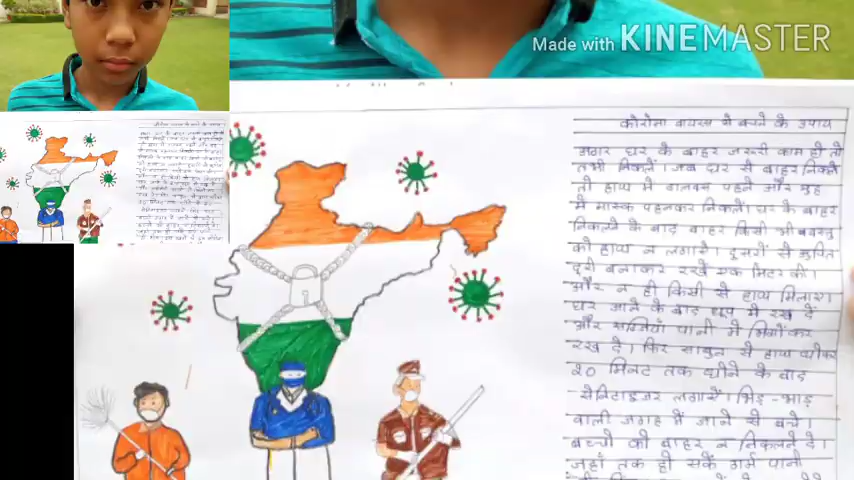 Made with KINEMASTER
कोरोना वायरस से बचने के उपाय
अगर घर के बाहर जरूरी काम हो तो
तभी निकलें। जब घर से बाहर निकले
तो हाथ में गलवस पहने और मुह
में मास्क पहनकर निकलें। घर के बाहर
निकलने के बाद बाहर किसी भी वस्तु
को हाथ न लगाए। दुसरों से उचित
दुरी बनाकर रखें एक मिटर की।
और न ही किसी से हाथ मिलाए।
घर आने के बाद धूप में रख दें
और सब्जियाँ पानी में भिगोंकर
रख दे। फिर साबुन से हाथ धोकर
२० मिनट तक धोने के बाद
सेनिटाइजर लगायें। भिड़-भाड़
वाली जगह में जाने से बचे।
बच्चो को बाहर न निकलने दे।
जहाँ तक हो सकें गर्म पानी